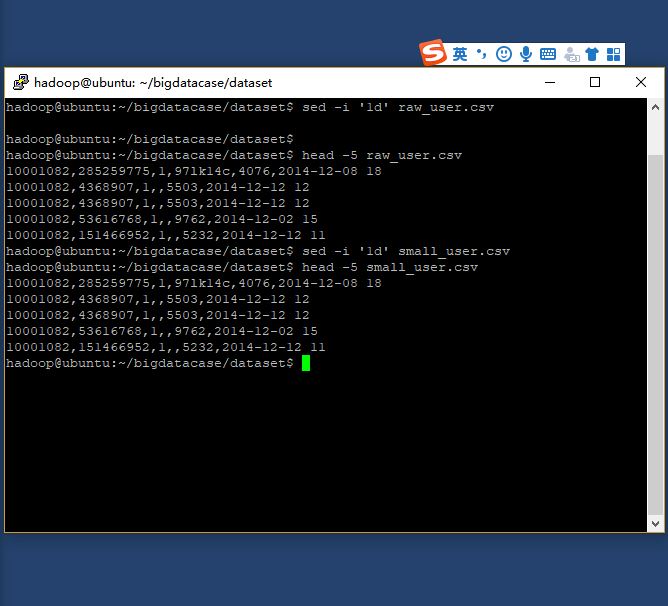 S 英
hadoop@ubuntu: ~/bigdatacase/dataset
hadoop@ubuntu:~/bigdatacase/dataset$ sed -i '1d' raw_user.csv
hadoop@ubuntu:~/bigdatacase/dataset$
hadoop@ubuntu:~/bigdatacase/dataset$ head -5 raw_user.csv
10001082,285259775,1,97lk14c,4076,2014-12-08 18
10001082,4368907,1,,5503,2014-12-12 12
10001082,4368907,1,,5503,2014-12-12 12
10001082,53616768,1,,9762,2014-12-02 15
10001082,151466952,1,,5232,2014-12-12 11
hadoop@ubuntu:~/bigdatacase/dataset$ sed -i '1d' small_user.csv
hadoop@ubuntu:~/bigdatacase/dataset$ head -5 small_user.csv
10001082,285259775,1,97lk14c,4076,2014-12-08 18
10001082,4368907,1,,5503,2014-12-12 12
10001082,4368907,1,,5503,2014-12-12 12
10001082,53616768,1,,9762,2014-12-02 15
10001082,151466952,1,,5232,2014-12-12 11
hadoop@ubuntu:~/bigdatacase/dataset$